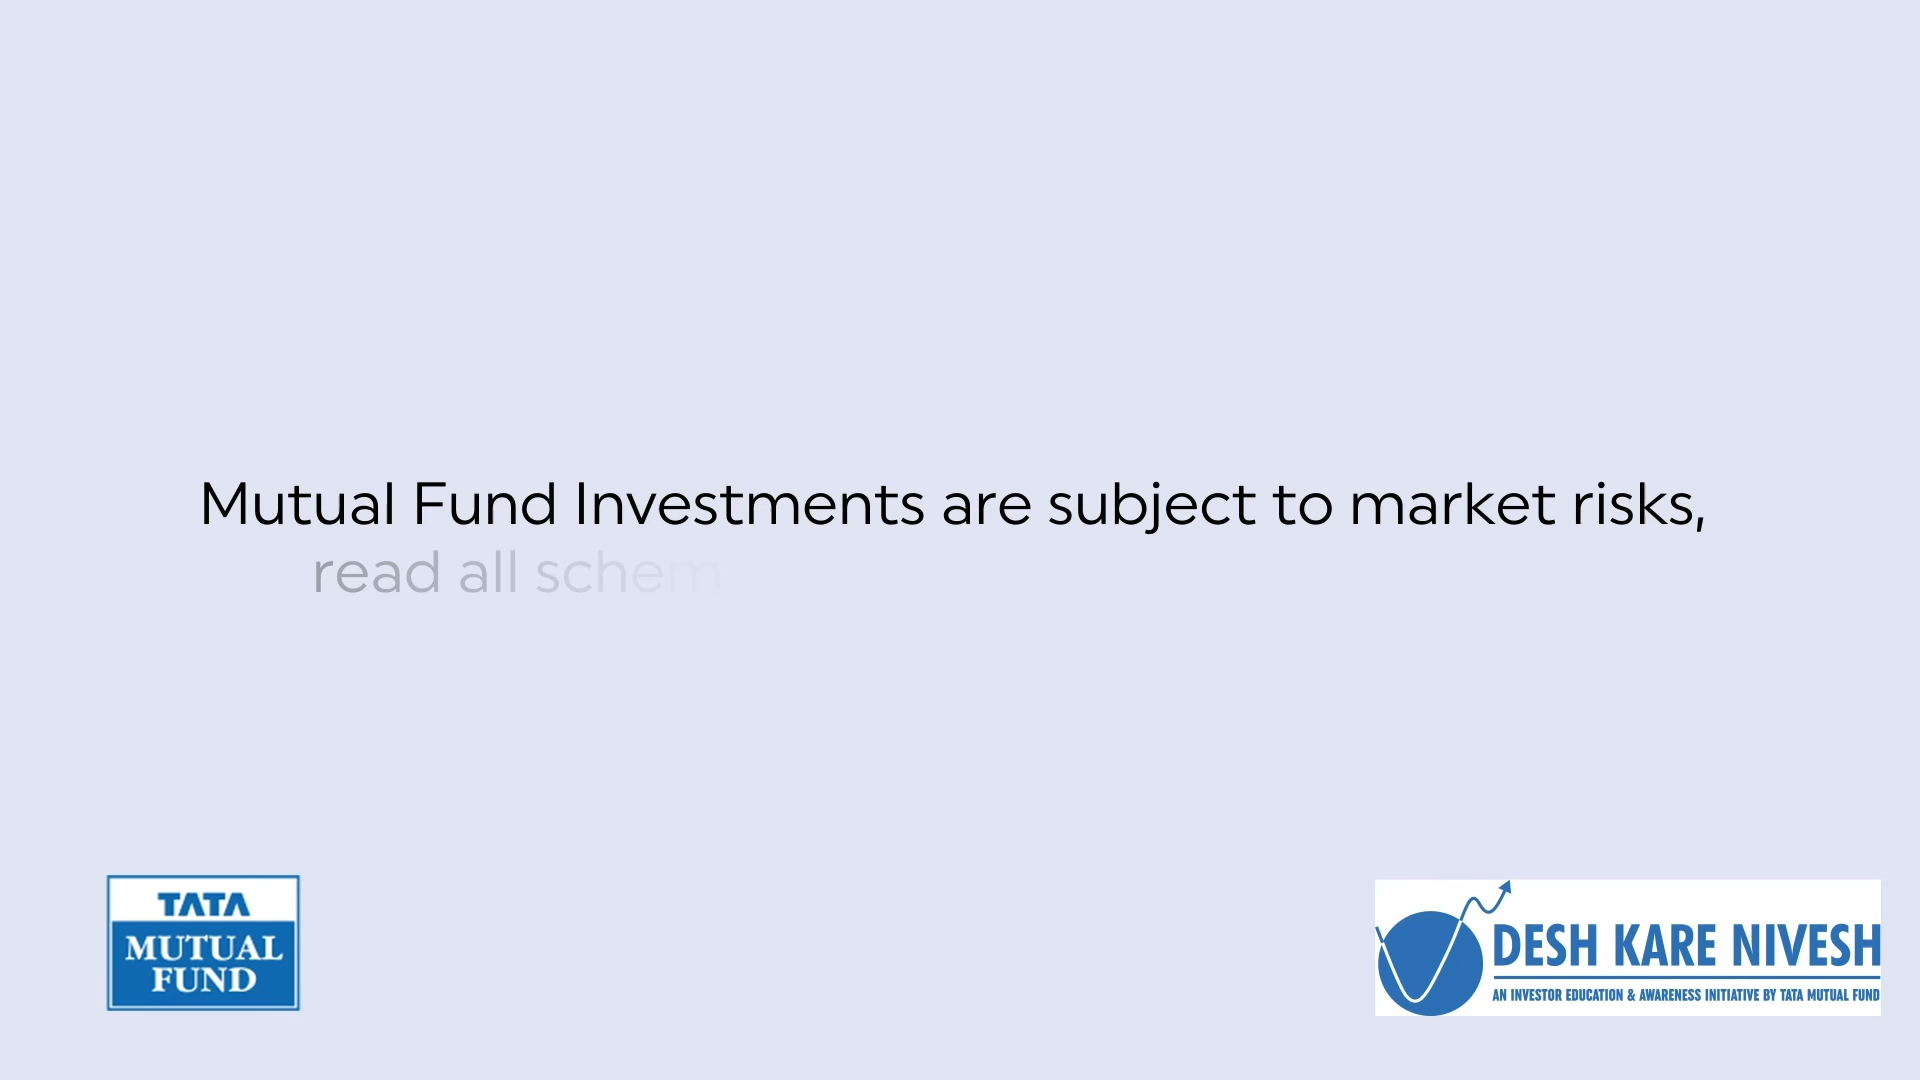 Mutual Fund Investments are subject to market risks,
read all schem
TATA
MUTUAL
FUND
DESH KARE NIVESH
AN INVESTOR EDUCATION & AWARENESS INITIATIVE BY TATA MUTUAL FUND